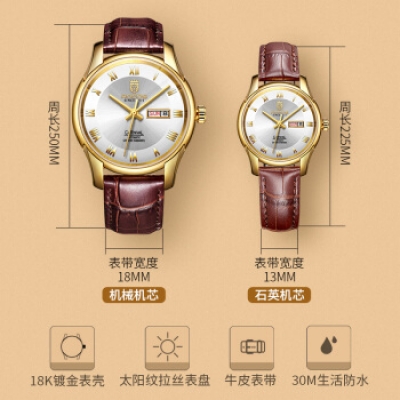 周长250MM
周长225MM
表带宽度
18MM
机械机芯
表带宽度
13MM
石英机芯
18K镀金表壳
太阳纹拉丝表盘
牛皮表带
30M生活防水